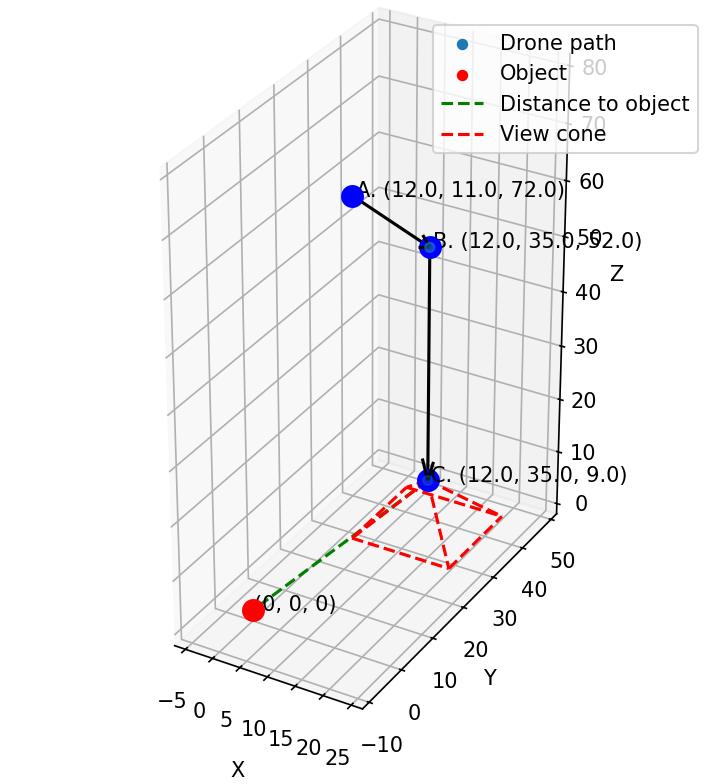 Drone path
Object
Distance to object
View cone
80
70
60
50
40
30
20
10
0
Z
A. (12.0, 11.0, 72.0)
B. (12.0, 35.0, 52.0)
C. (12.0, 35.0, 9.0)
(0, 0, 0)
50
40
30
20
10
0
−10
Y
−5
0
5
10
15
20
25
X